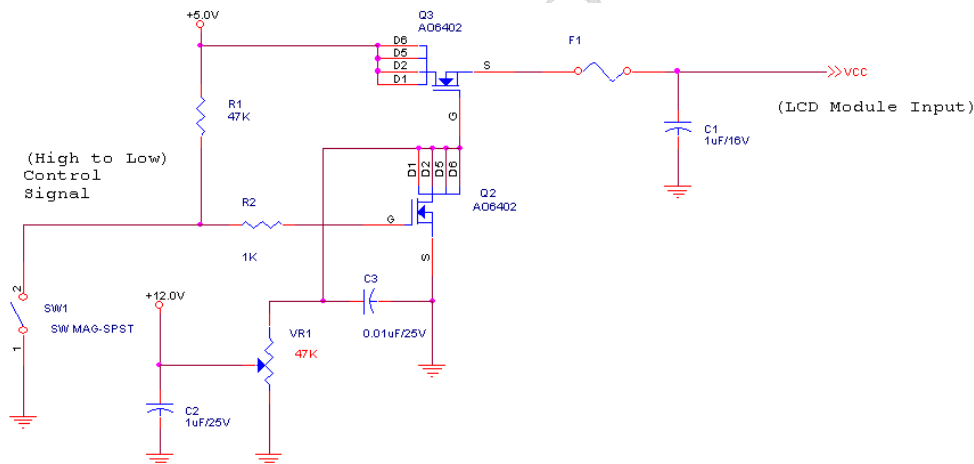 +5.0V
Q3
AO6402
D6
D5
D2
D1
S
G
F1
VCC
(LCD Module Input)
C1
1uF/16V
R1
47K
(High to Low)
Control
Signal
D1
D2
D5
D6
Q2
AO6402
G
S
R2
1K
2
SW1
SW MAG-SPST
1
+12.0V
C3
0.01uF/25V
VR1
47K
C2
1uF/25V